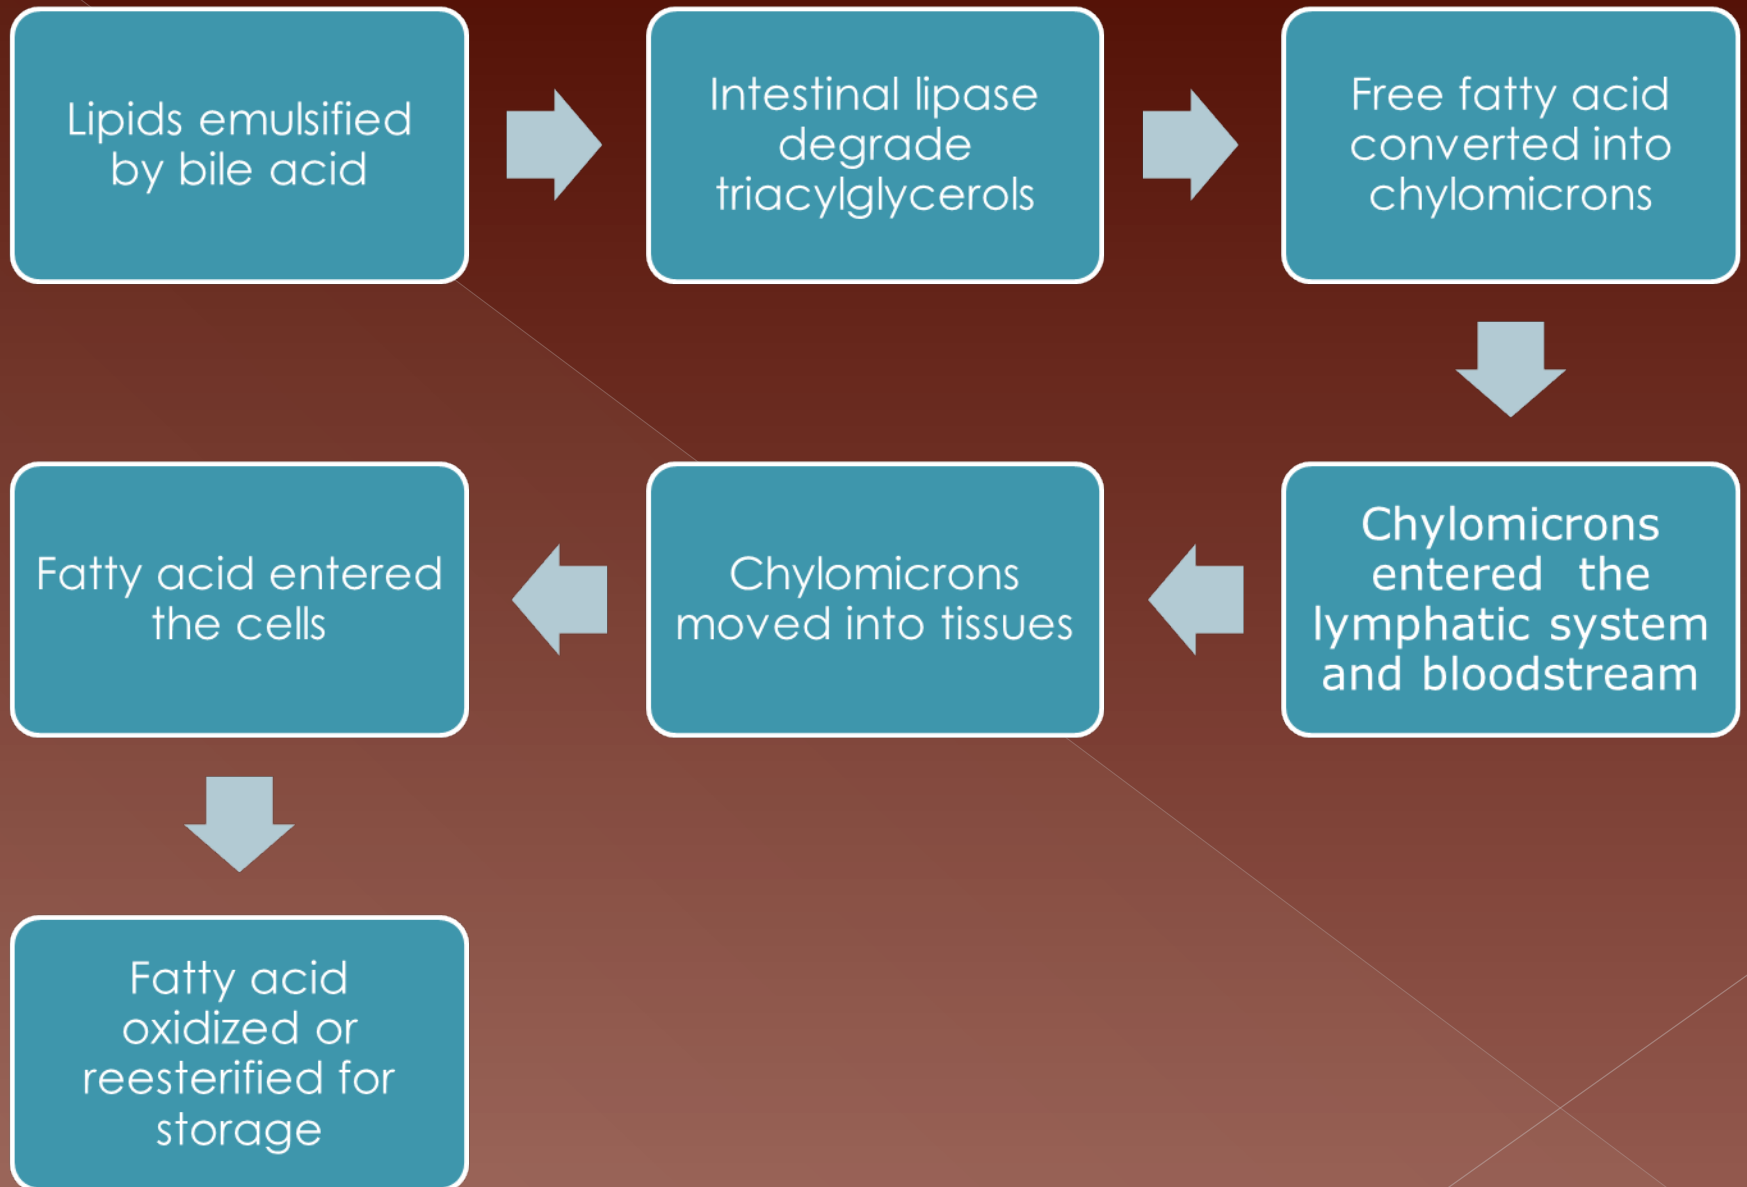 Lipids emulsified
by bile acid
Intestinal lipase
degrade
triacylglycerols
Free fatty acid
converted into
chylomicrons
Chylomicrons
entered  the
lymphatic system
and bloodstream
Chylomicrons
moved into tissues
Fatty acid entered
the cells
Fatty acid
oxidized or
reesterified for
storage